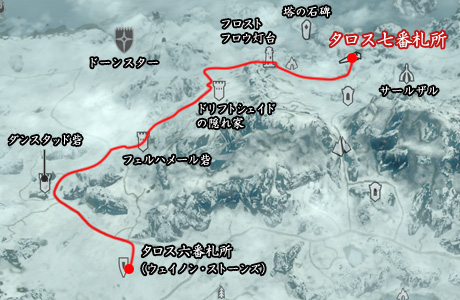 塔の石碑
フロスト
フロウ灯台
タロス七番札所
ドーンスター
サールザル
ドリフトシェイド
の隠れ家
ダンスタッド砦
フェルハメール砦
タロス六番札所
(ウェイノン・ストーンズ)